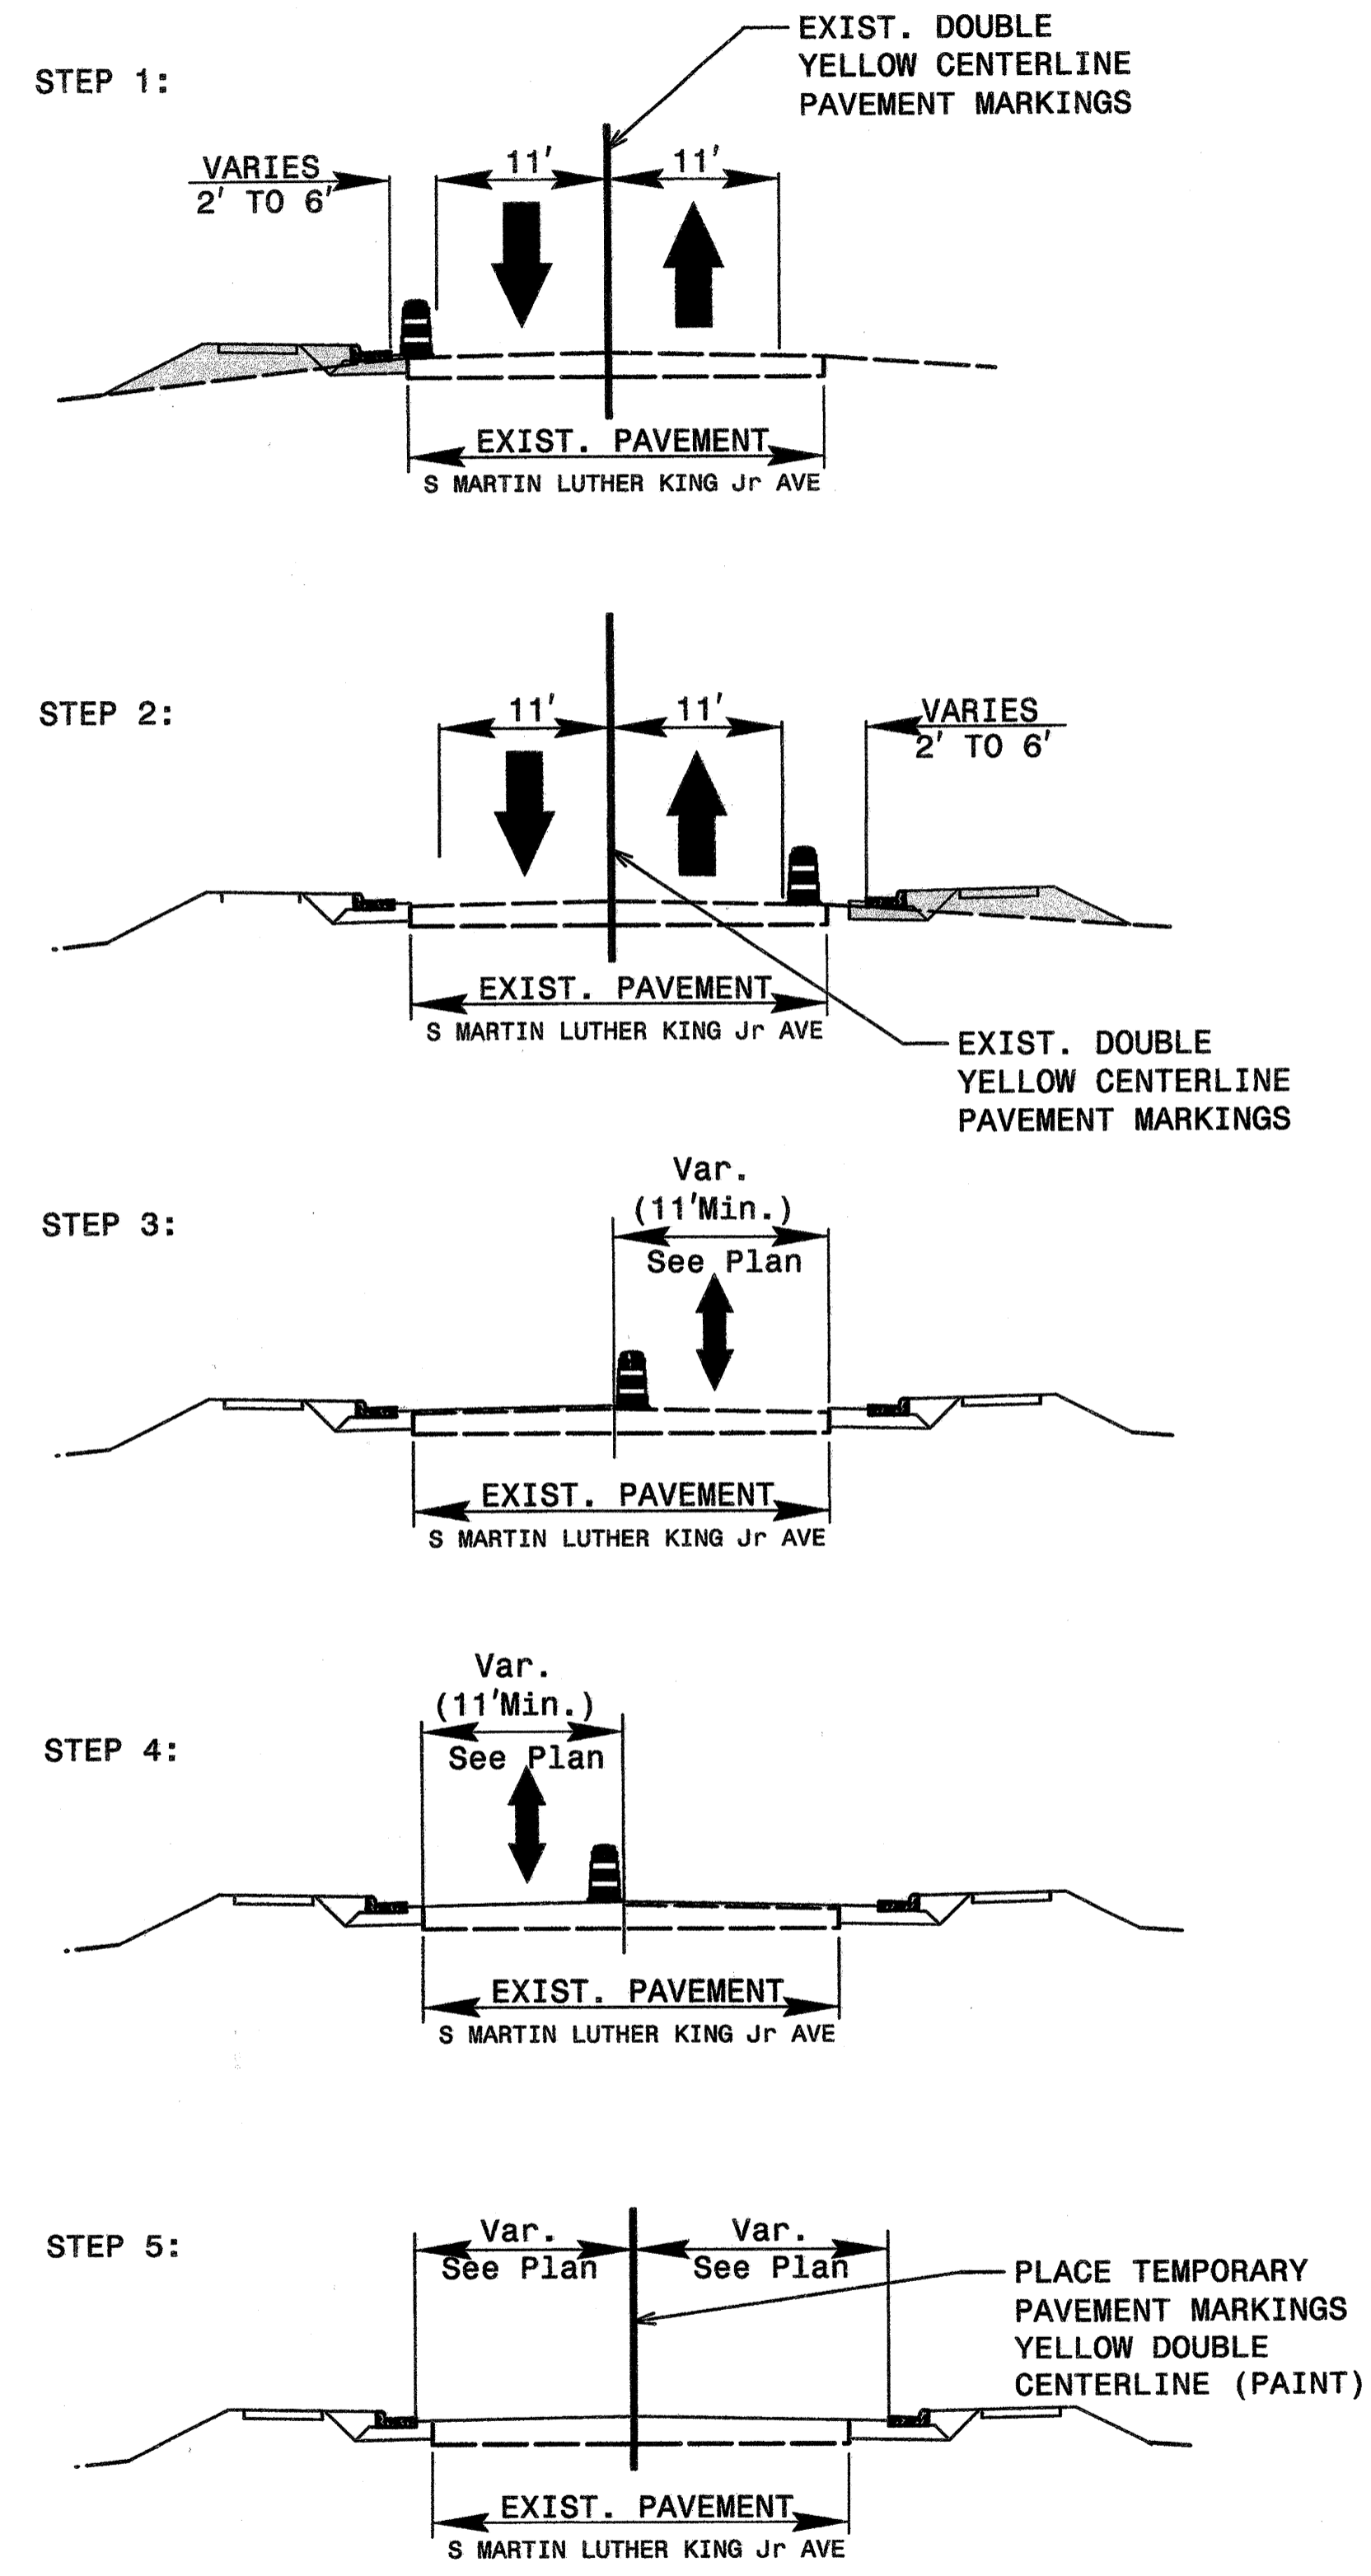 EXIST. DOUBLE
YELLOW CENTERLINE
PAVEMENT MARKINGS
STEP 1:
VARIES
2' TO 6'
11'
11'
EXIST. PAVEMENT
S MARTIN LUTHER KING Jr AVE
STEP 2:
11'
11'
VARIES
2' TO 6'
EXIST. PAVEMENT
S MARTIN LUTHER KING Jr AVE
EXIST. DOUBLE
YELLOW CENTERLINE
PAVEMENT MARKINGS
STEP 3:
Var.
(11'Min.)
See Plan
EXIST. PAVEMENT
S MARTIN LUTHER KING Jr AVE
STEP 4:
Var.
(11'Min.)
See Plan
EXIST. PAVEMENT
S MARTIN LUTHER KING Jr AVE
STEP 5:
Var.
See Plan
Var.
See Plan
PLACE TEMPORARY
PAVEMENT MARKINGS
YELLOW DOUBLE
CENTERLINE (PAINT)
EXIST. PAVEMENT
S MARTIN LUTHER KING Jr AVE